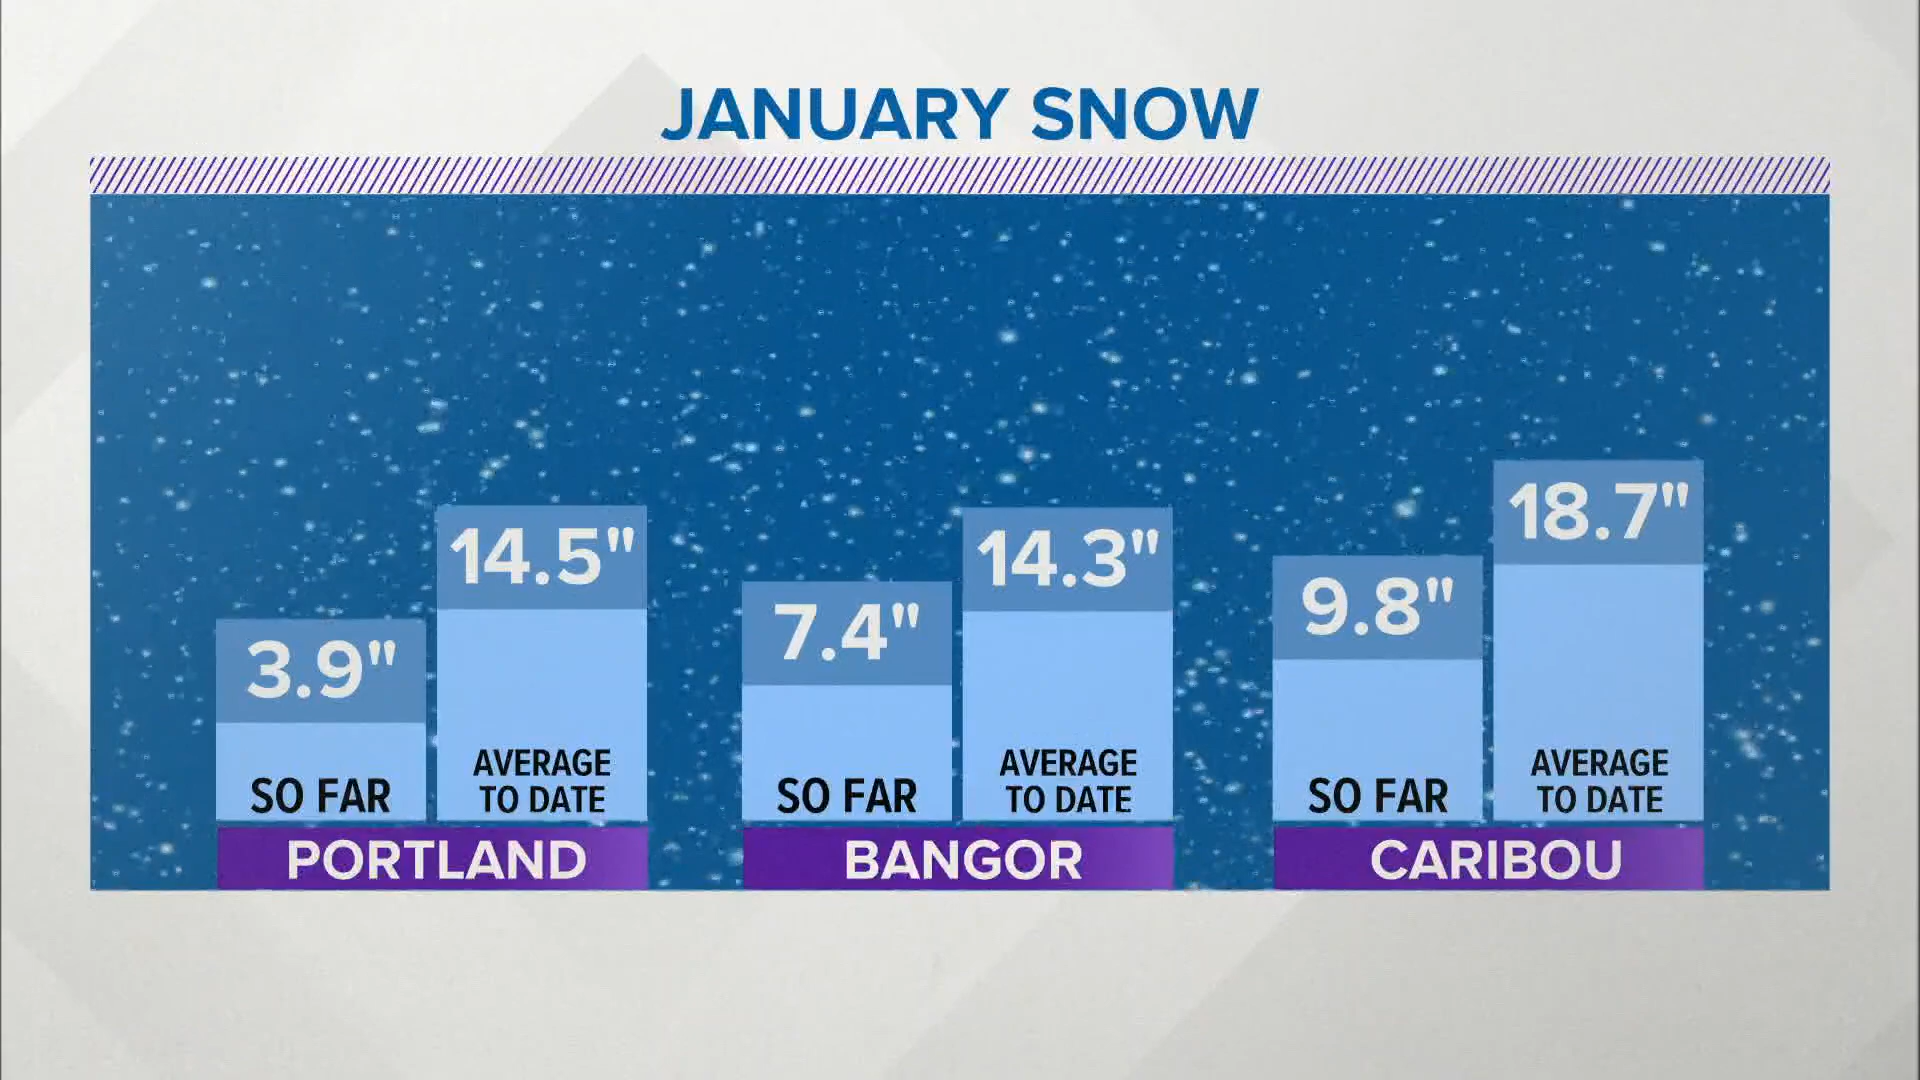 JANUARY SNOW
3.9"
SO FAR
14.5"
AVERAGE
TO DATE
PORTLAND
7.4"
SO FAR
14.3"
AVERAGE
TO DATE
BANGOR
9.8"
SO FAR
18.7"
AVERAGE
TO DATE
CARIBOU